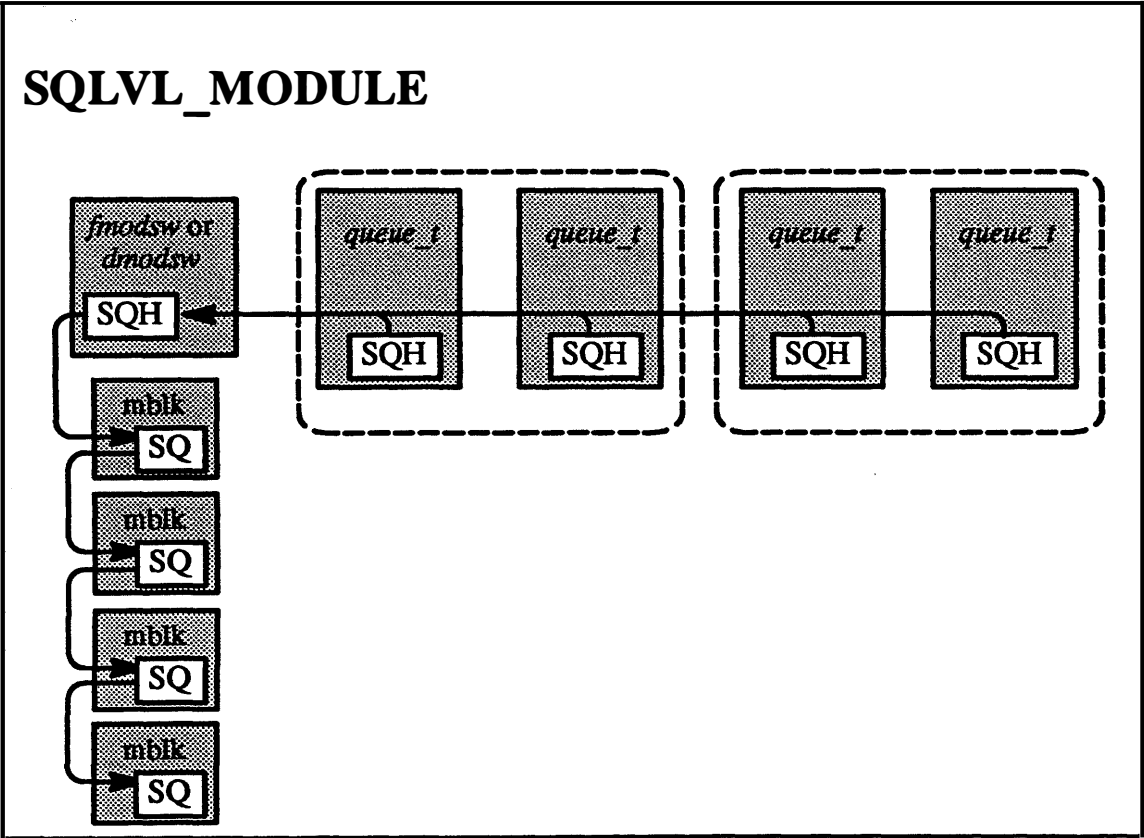 SQLVL_MODULE
fmodsw or
dmodsw
SQH
queue_t
SQH
queue_t
SQH
queue_t
SQH
queue_t
SQH
mblk
SQ
mblk
SQ
mblk
SQ
mblk
SQ